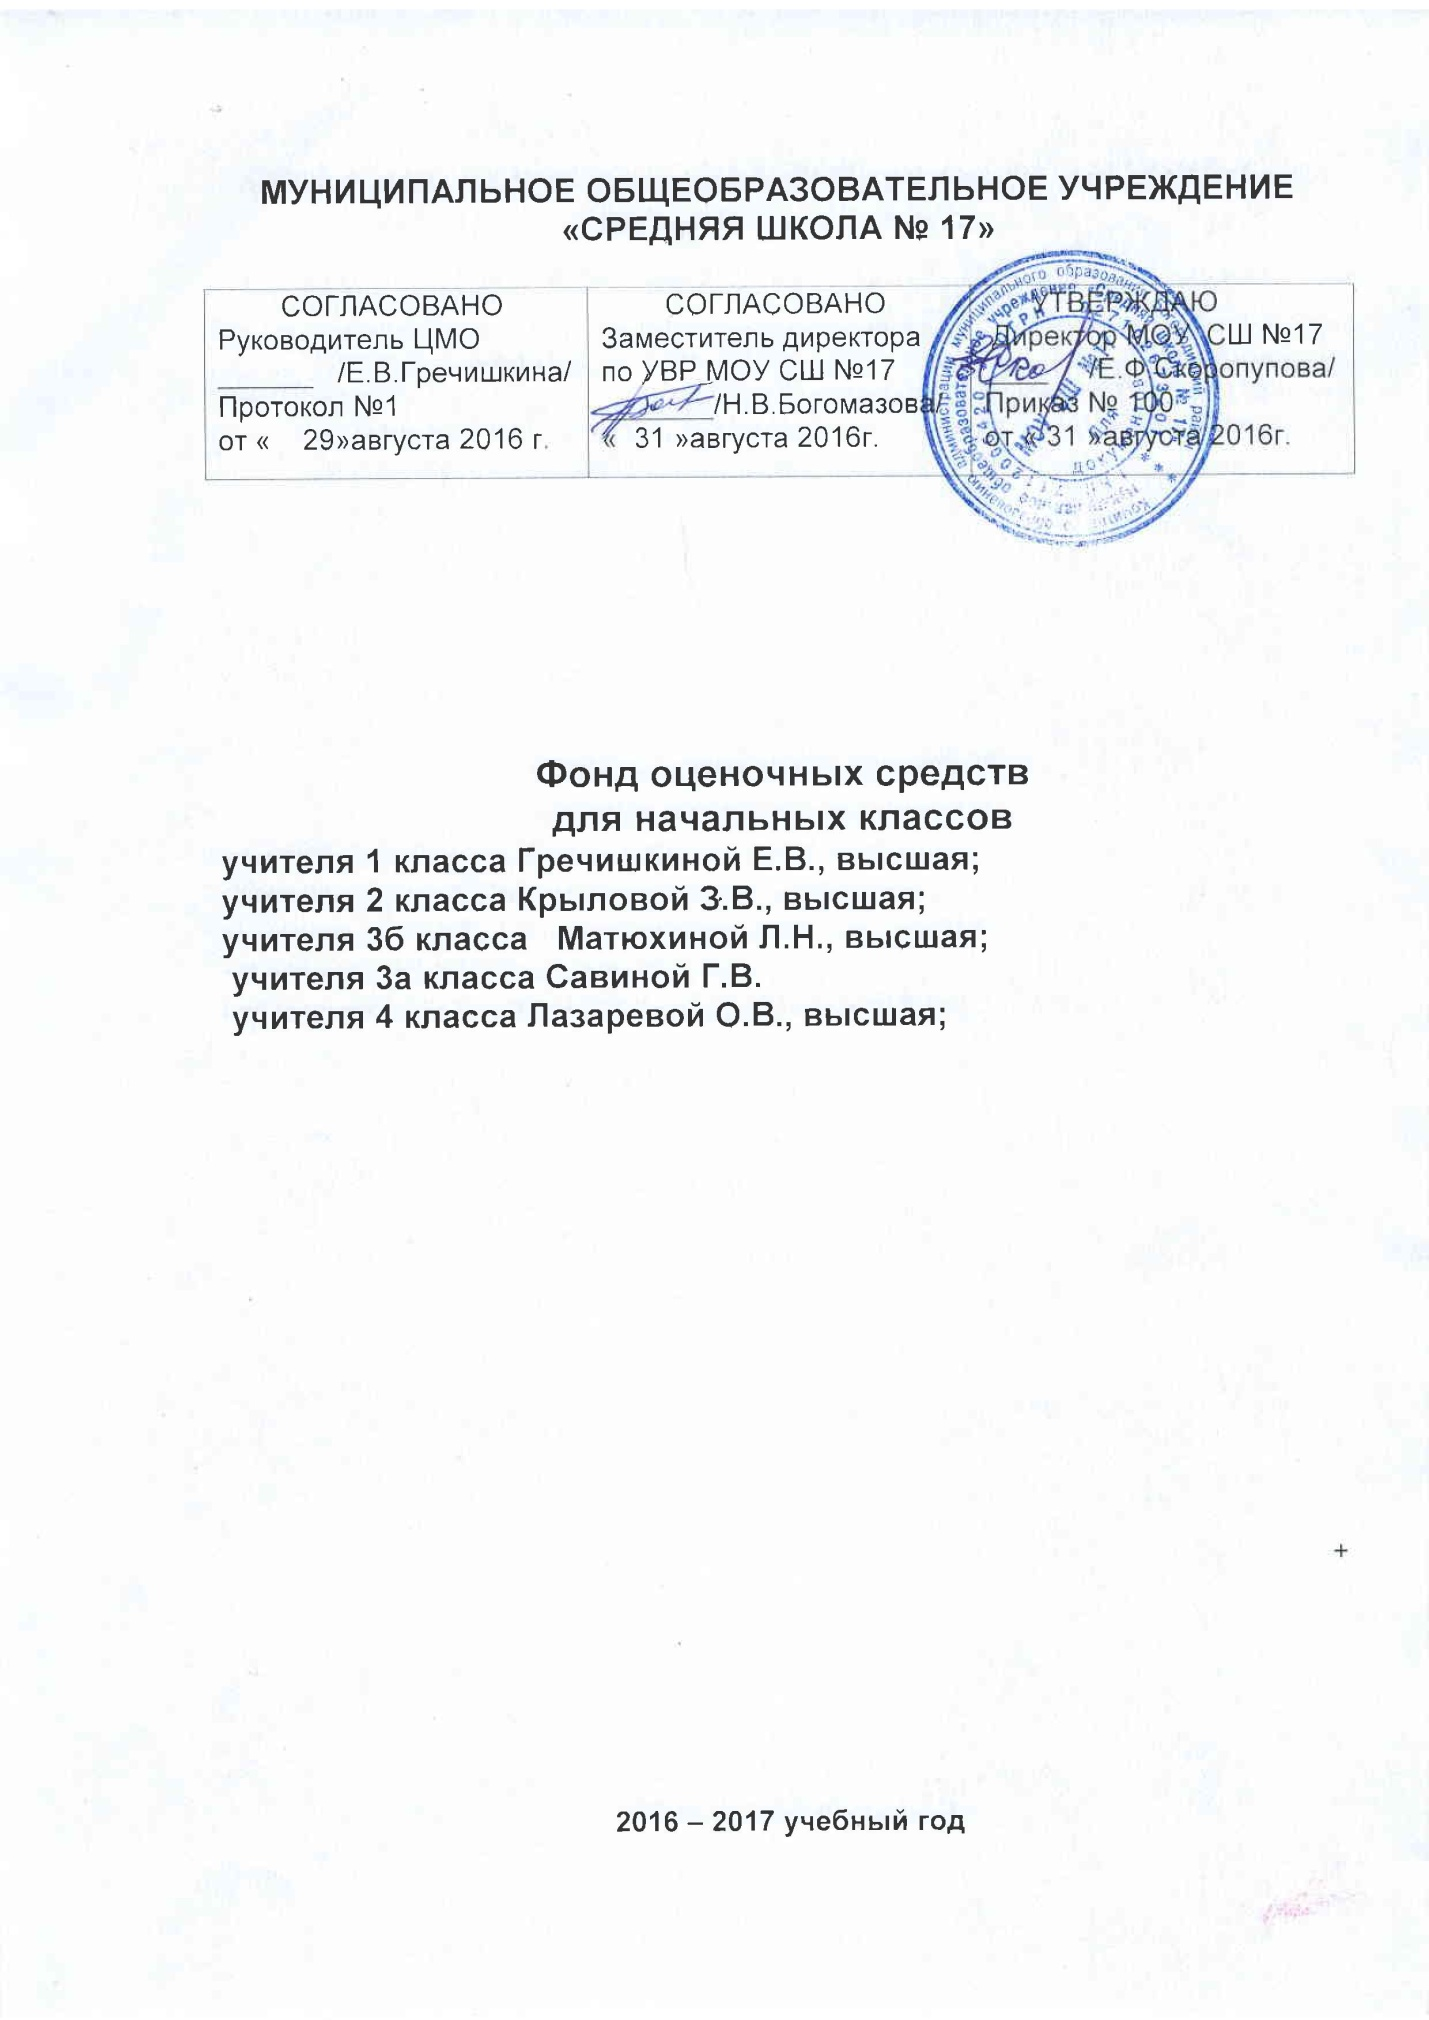 МУНИЦИПАЛЬНОЕ ОБЩЕОБРАЗОВАТЕЛЬНОЕ УЧРЕЖДЕНИЕ
«СРЕДНЯЯ ШКОЛА № 17»
СОГЛАСОВАНО
Руководитель ЦМО
______ /Е.В.Гречишкина/
Протокол №1
от « 29»августа 2016 г.
СОГЛАСОВАНО
Заместитель директора
по УВР МОУ СШ №17
/Н.В.Богомазова/
« 31 »августа 2016г.
УТВЕРЖДАЮ
Директор МОУ СШ №17
/Е.Ф.Скоропупова/
Приказ № 100
от « 31 »августа 2016г.
Фонд оценочных средств
для начальных классов
учителя 1 класса Гречишкиной Е.В., высшая;
учителя 2 класса Крыловой З.В., высшая;
учителя 3б класса Матюхиной Л.Н., высшая;
учителя 3а класса Савиной Г.В.
учителя 4 класса Лазаревой О.В., высшая;
+
2016 – 2017 учебный год